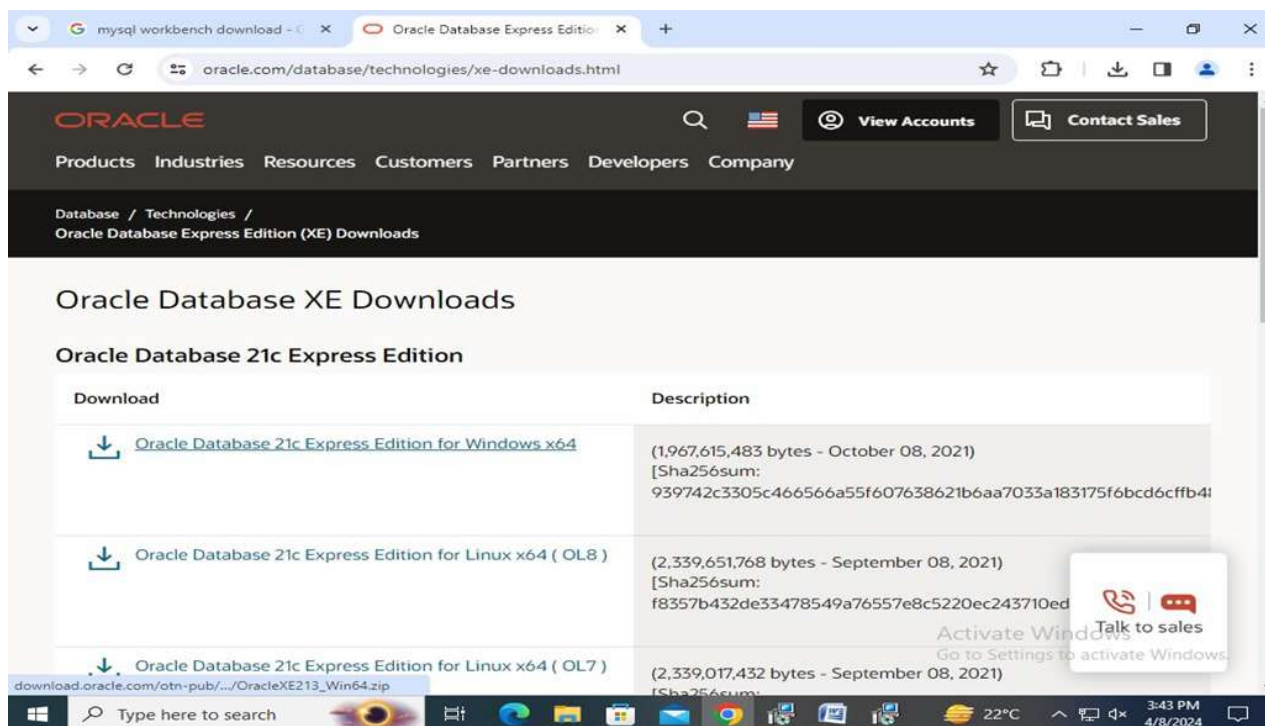 mysql workbench download - G
Oracle Database Express Editio
oracle.com/database/technologies/xe-downloads.html
ORACLE
View Accounts
Contact Sales
Products Industries Resources Customers Partners Developers Company
Database / Technologies /
Oracle Database Express Edition (XE) Downloads
Oracle Database XE Downloads
Oracle Database 21c Express Edition
Download Description
Oracle Database 21c Express Edition for Windows x64
(1,967,615,483 bytes - October 08, 2021)
[Sha256sum:
939742c3305c466566a55f607638621b6aa7033a183175f6bcd6cffb48
Oracle Database 21c Express Edition for Linux x64 ( OL8 )
(2,339,651,768 bytes - September 08, 2021)
[Sha256sum:
f8357b432de33478549a76557e8c5220ec243710ed
Talk to sales
Activate Windows
Go to Settings to activate Windows.
Oracle Database 21c Express Edition for Linux x64 ( OL7 )
(2,339,017,432 bytes - September 08, 2021)
[Sha256sum:
download.oracle.com/otn-pub/.../OracleXE213_Win64.zip
Type here to search
22°C
3:43 PM
4/8/2024